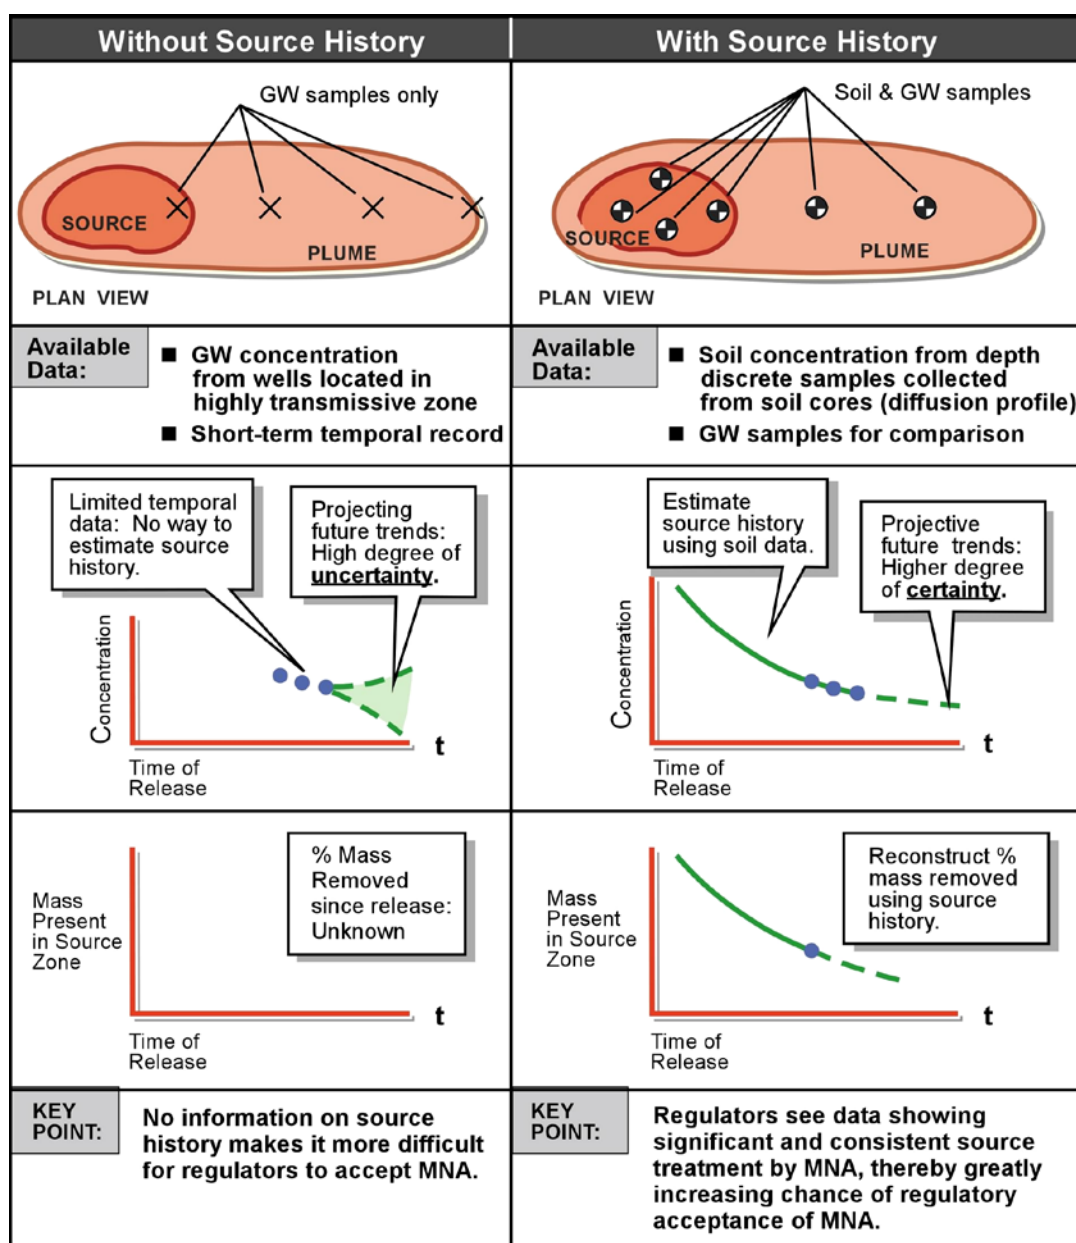 Without Source History
With Source History
GW samples only
SOURCE
PLUME
PLAN VIEW
Soil & GW samples
SOURCE
PLUME
PLAN VIEW
Available
Data:
■ GW concentration
from wells located in
highly transmissive zone
■ Short-term temporal record
Available
Data:
■ Soil concentration from depth
discrete samples collected
from soil cores (diffusion profile)
■ GW samples for comparison
Limited temporal
data: No way to
estimate source
history.
Projecting
future trends:
High degree of
uncertainty.
Concentration
t
Time of
Release
Estimate
source history
using soil data.
Projective
future trends:
Higher degree
of certainty.
Concentration
t
Time of
Release
Mass
Present
in Source
Zone
% Mass
Removed
since release:
Unknown
t
Time of
Release
Mass
Present
in Source
Zone
Reconstruct %
mass removed
using source
history.
t
Time of
Release
KEY
POINT:
No information on source
history makes it more difficult
for regulators to accept MNA.
KEY
POINT:
Regulators see data showing
significant and consistent source
treatment by MNA, thereby greatly
increasing chance of regulatory
acceptance of MNA.